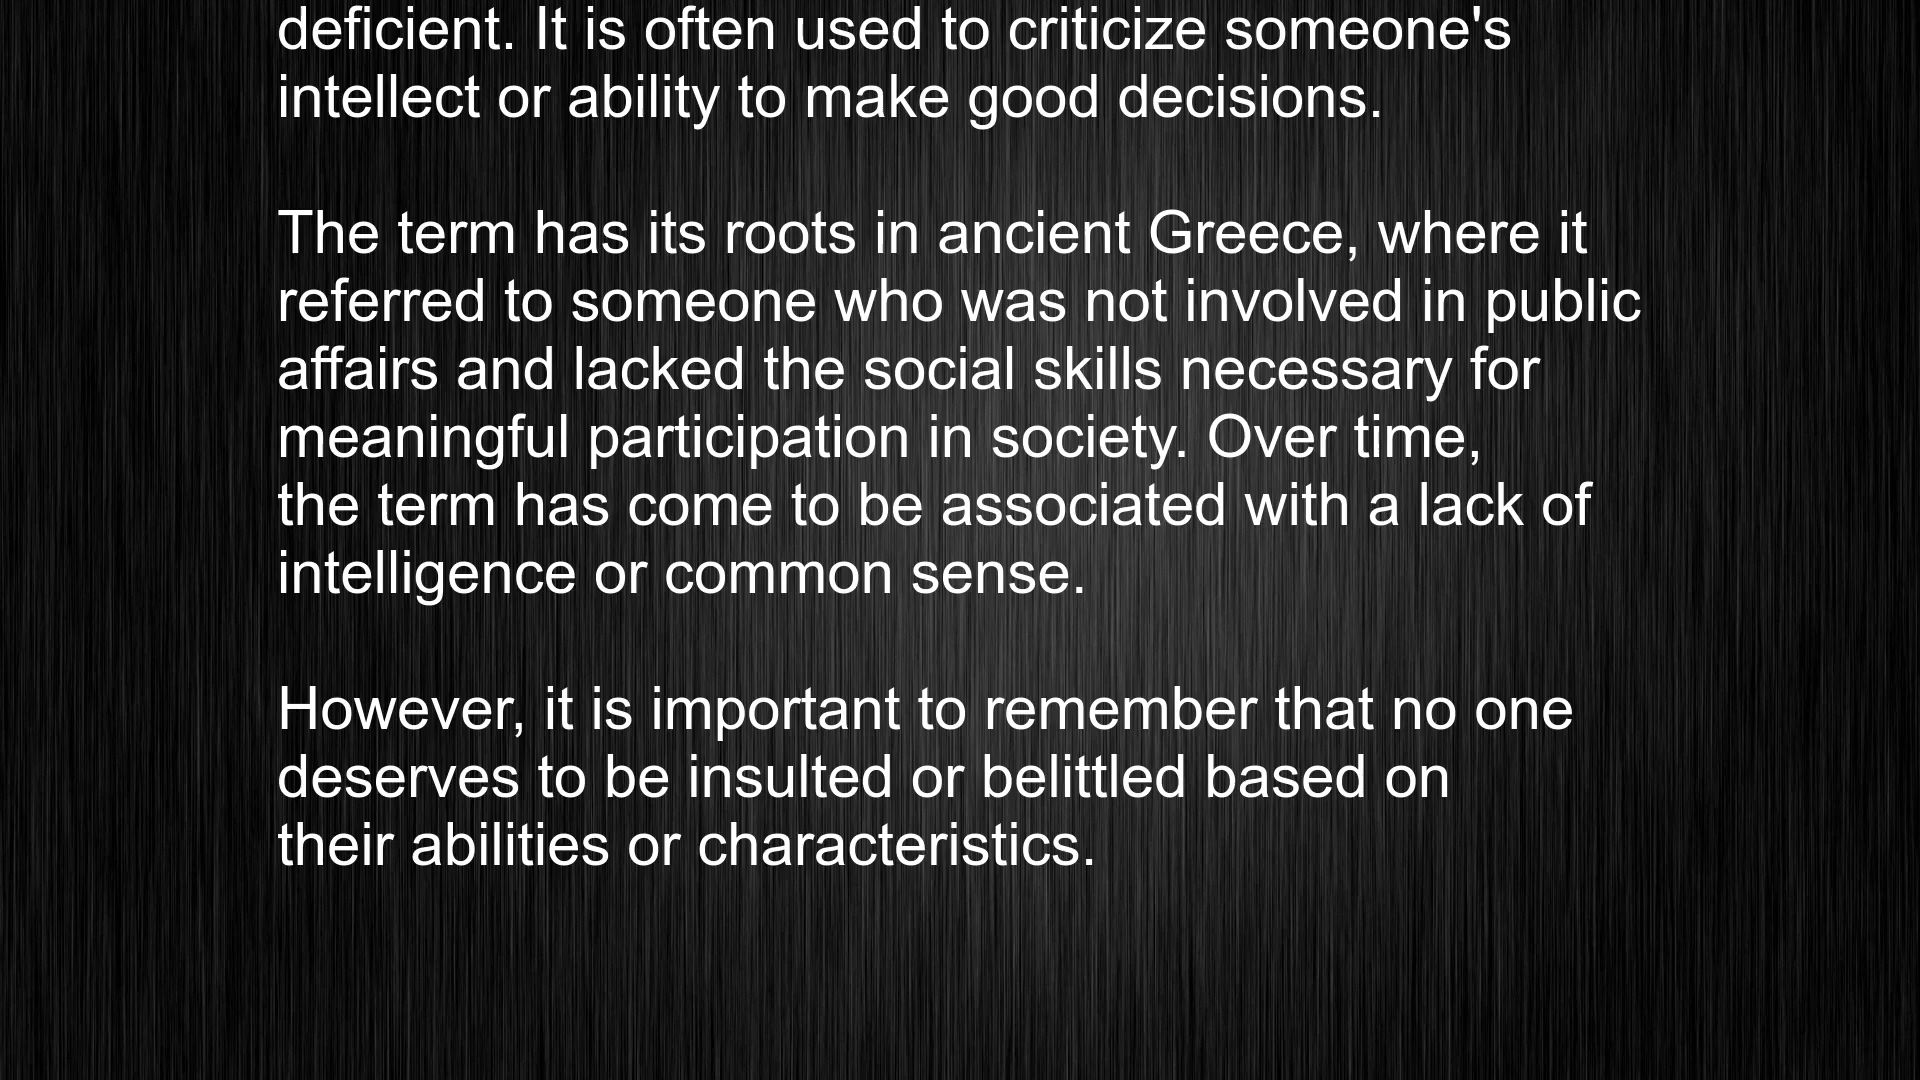 deficient. It is often used to criticize someone's
intellect or ability to make good decisions.
The term has its roots in ancient Greece, where it
referred to someone who was not involved in public
affairs and lacked the social skills necessary for
meaningful participation in society. Over time,
the term has come to be associated with a lack of
intelligence or common sense.
However, it is important to remember that no one
deserves to be insulted or belittled based on
their abilities or characteristics.